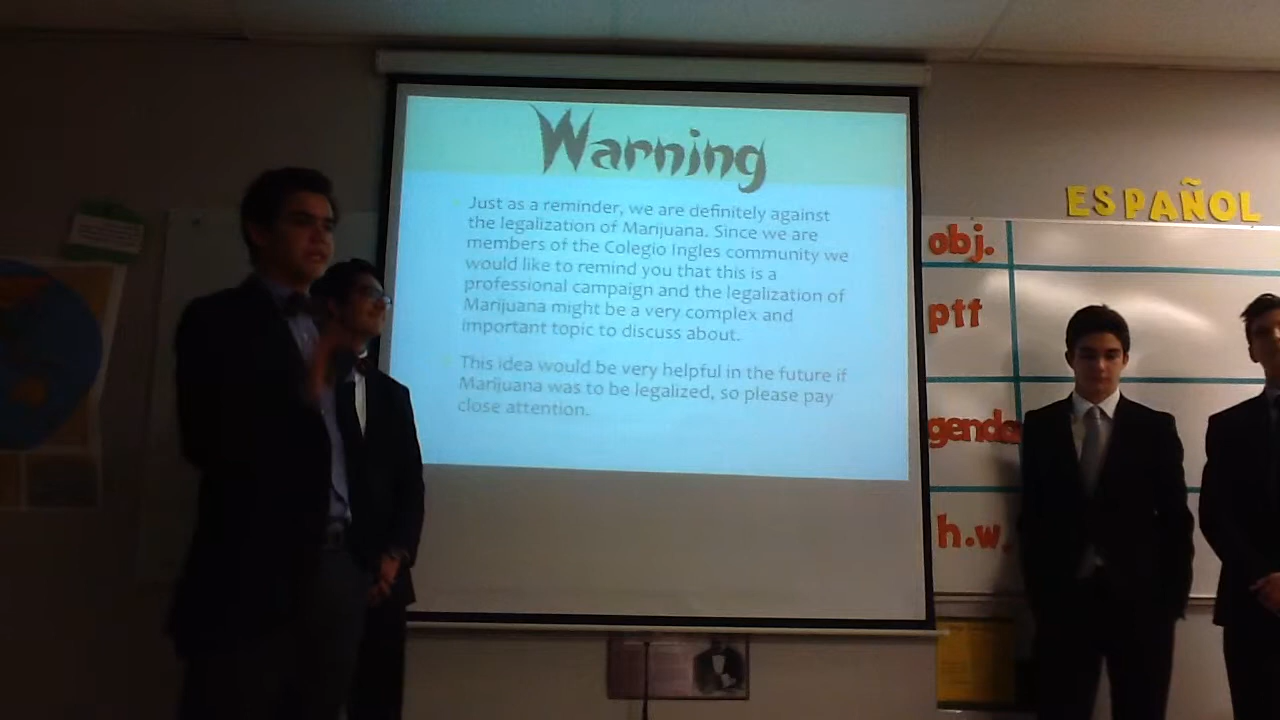 Warning
Just as a reminder, we are definitely against
the legalization of Marijuana. Since we are
members of the Colegio Ingles community we
would like to remind you that this is a
professional campaign and the legalization of
Marijuana might be a very complex and
important topic to discuss about.
This idea would be very helpful in the future if
Marijuana was to be legalized, so please pay
close attention.
ESPAÑOL
obj.
ptt
genda
h.w.